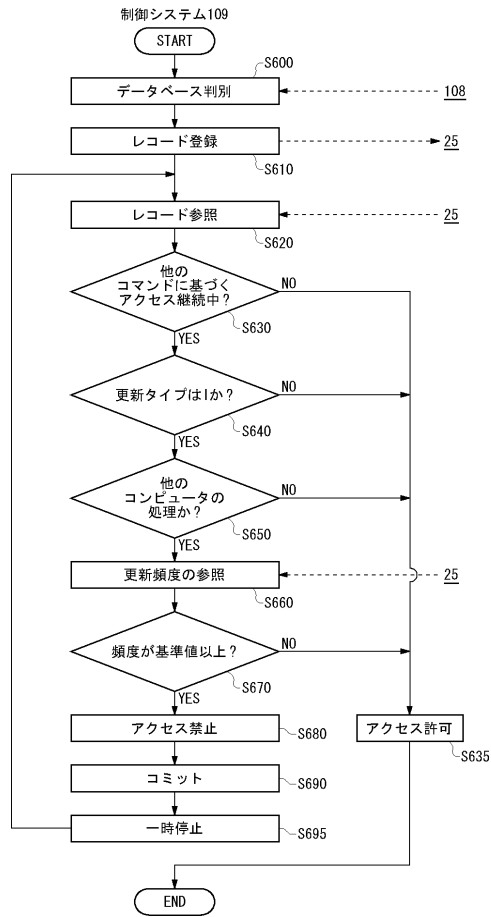 制御システム109
START
S600
データベース判別
108
レコード登録
25
S610
レコード参照
25
S620
他の
コマンドに基づく
アクセス継続中?
NO
S630
YES
更新タイプはIか?
NO
S640
YES
他の
コンピュータの
処理か?
NO
S650
YES
更新頻度の参照
25
S660
頻度が基準値以上?
NO
S670
YES
アクセス禁止
S680
アクセス許可
S635
コミット
S690
一時停止
S695
END